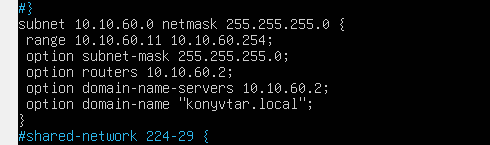 #}
subnet 10.10.60.0 netmask 255.255.255.0 {
range 10.10.60.11 10.10.60.254;
option subnet-mask 255.255.255.0;
option routers 10.10.60.2;
option domain-name-servers 10.10.60.2;
option domain-name "konyvtar.local";
}
#shared-network 224-29 {